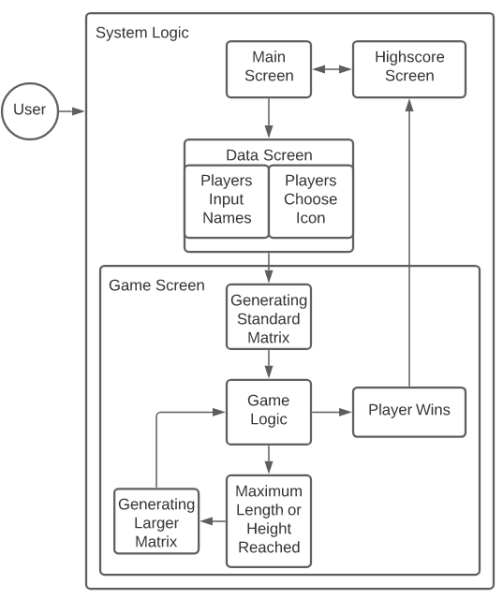 System Logic
Main
Screen
Highscore
Screen
User
Data Screen
Players
Input
Names
Players
Choose
Icon
Game Screen
Generating
Standard
Matrix
Game
Logic
Player Wins
Generating
Larger
Matrix
Maximum
Length or
Height
Reached